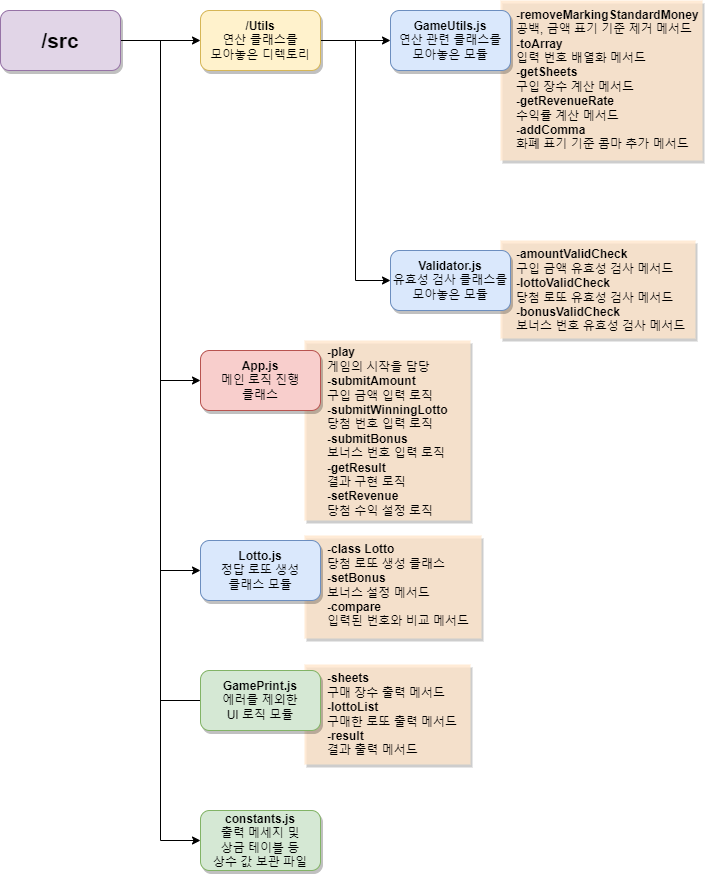 /src
/Utils
연산 클래스를
모아놓은 디렉토리
GameUtils.js
연산 관련 클래스를
모아놓은 모듈
-removeMarkingStandardMoney
공백, 금액 표기 기준 제거 메서드
-toArray
입력 번호 배열화 메서드
-getSheets
구입 장수 계산 메서드
-getRevenueRate
수익률 계산 메서드
-addComma
화폐 표기 기준 콤마 추가 메서드
Validator.js
유효성 검사 클래스를
모아놓은 모듈
-amountValidCheck
구입 금액 유효성 검사 메서드
-lottoValidCheck
당첨 로또 유효성 검사 메서드
-bonusValidCheck
보너스 번호 유효성 검사 메서드
App.js
메인 로직 진행
클래스
-play
게임의 시작을 담당
-submitAmount
구입 금액 입력 로직
-submitWinningLotto
당첨 번호 입력 로직
-submitBonus
보너스 번호 입력 로직
-getResult
결과 구현 로직
-setRevenue
당첨 수익 설정 로직
Lotto.js
정답 로또 생성
클래스 모듈
-class Lotto
당첨 로또 생성 클래스
-setBonus
보너스 설정 메서드
-compare
입력된 번호와 비교 메서드
GamePrint.js
에러를 제외한
UI 로직 모듈
-sheets
구매 장수 출력 메서드
-lottoList
구매한 로또 출력 메서드
-result
결과 출력 메서드
constants.js
출력 메세지 및
상금 테이블 등
상수 값 보관 파일